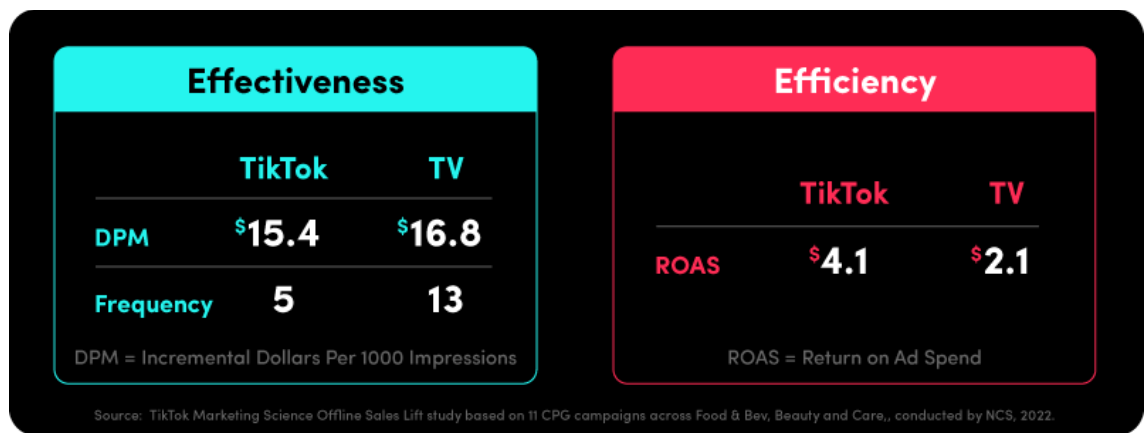 Effectiveness
TikTok TV
DPM $15.4 $16.8
Frequency 5 13
DPM = Incremental Dollars Per 1000 Impressions
Efficiency
TikTok TV
ROAS $4.1 $2.1
ROAS = Return on Ad Spend
Source: TikTok Marketing Science Offline Sales Lift study based on 11 CPG campaigns across Food & Bev, Beauty and Care,, conducted by NCS, 2022.